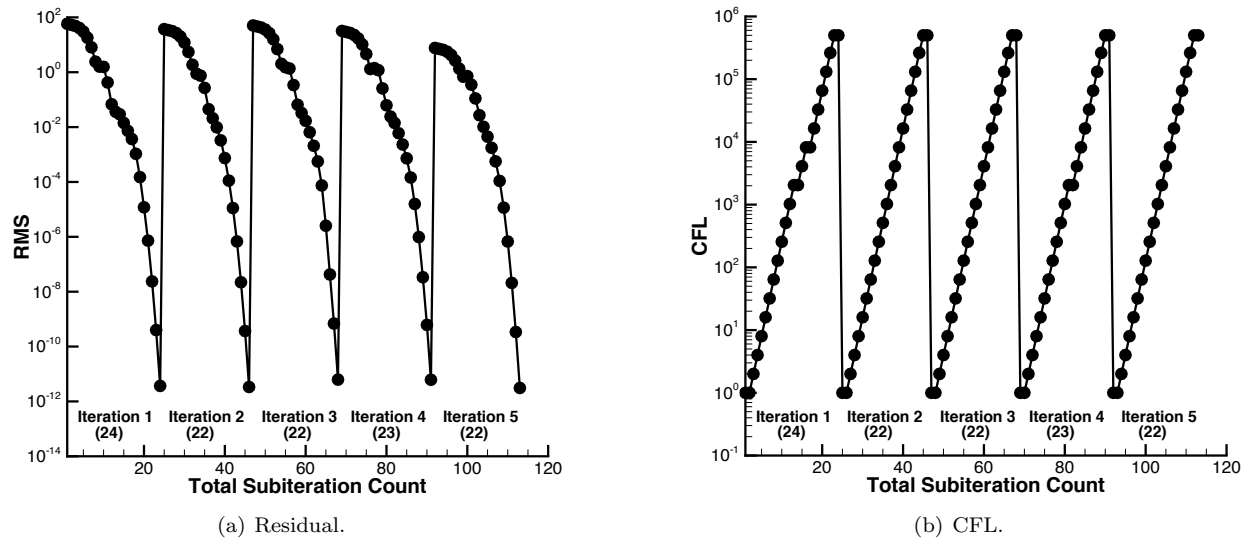 10^2
10^0
10^-2
10^-4
10^-6
10^-8
10^-10
10^-12
10^-14
RMS
Iteration 1
(24)
Iteration 2
(22)
Iteration 3
(22)
Iteration 4
(23)
Iteration 5
(22)
20 40 60 80 100 120
Total Subiteration Count
(a) Residual.
10^6
10^5
10^4
10^3
10^2
10^1
10^0
10^-1
CFL
Iteration 1
(24)
Iteration 2
(22)
Iteration 3
(22)
Iteration 4
(23)
Iteration 5
(22)
20 40 60 80 100 120
Total Subiteration Count
(b) CFL.